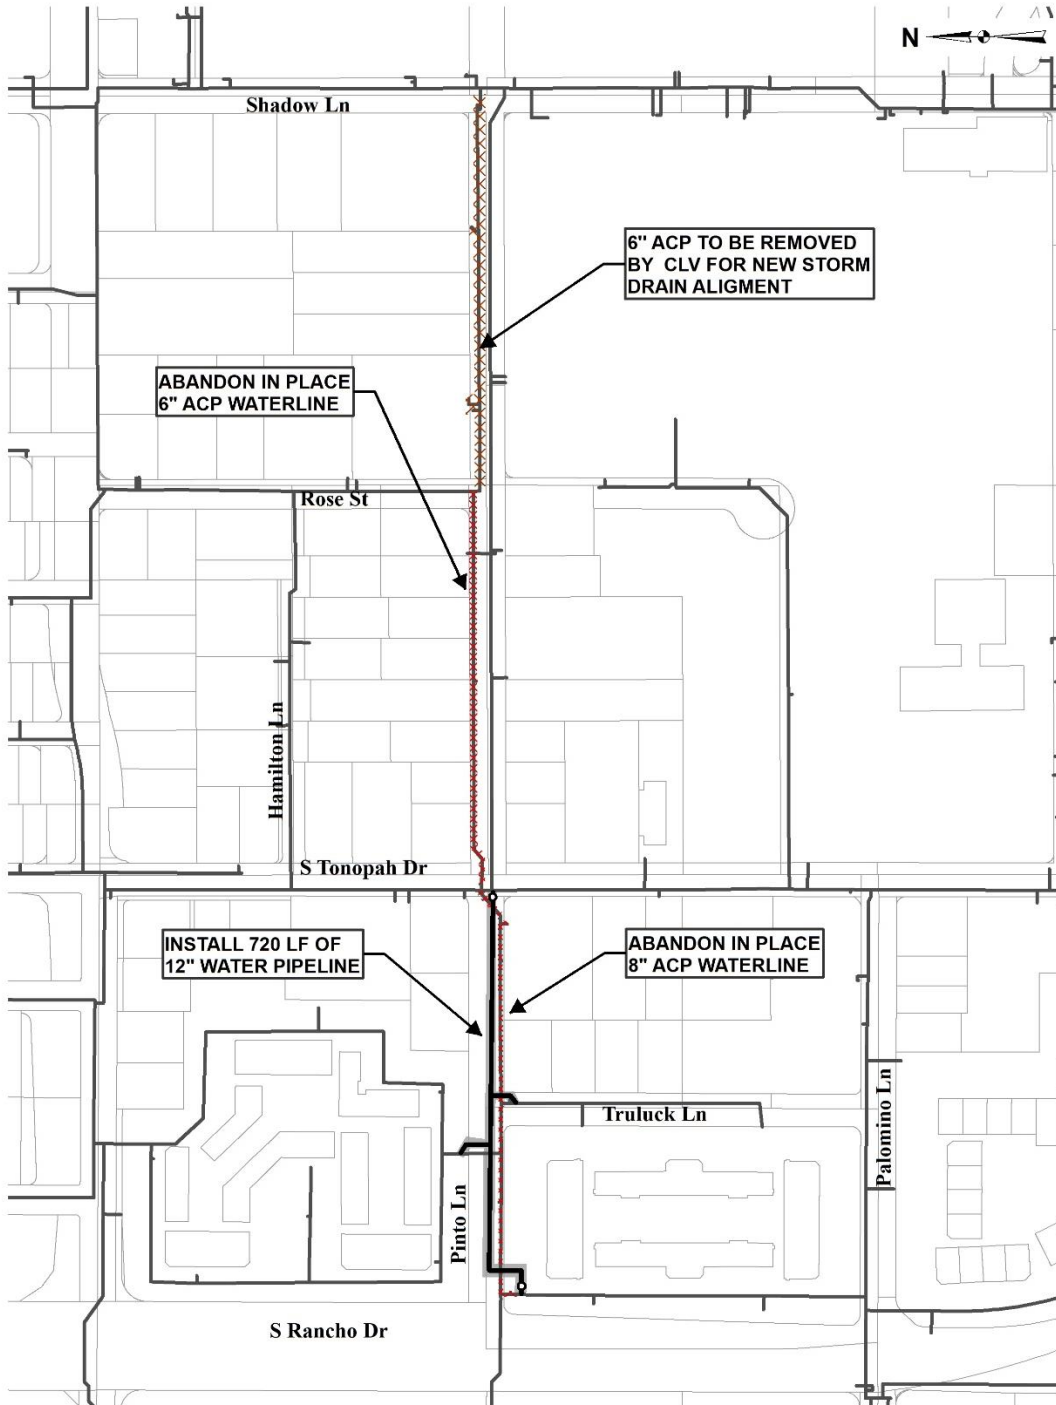 N
Shadow Ln
6" ACP TO BE REMOVED
BY CLV FOR NEW STORM
DRAIN ALIGMENT
ABANDON IN PLACE
6" ACP WATERLINE
Rose St
Hamilton Ln
S Tonopah Dr
INSTALL 720 LF OF
12" WATER PIPELINE
ABANDON IN PLACE
8" ACP WATERLINE
Truluck Ln
Palomino Ln
Pinto Ln
S Rancho Dr